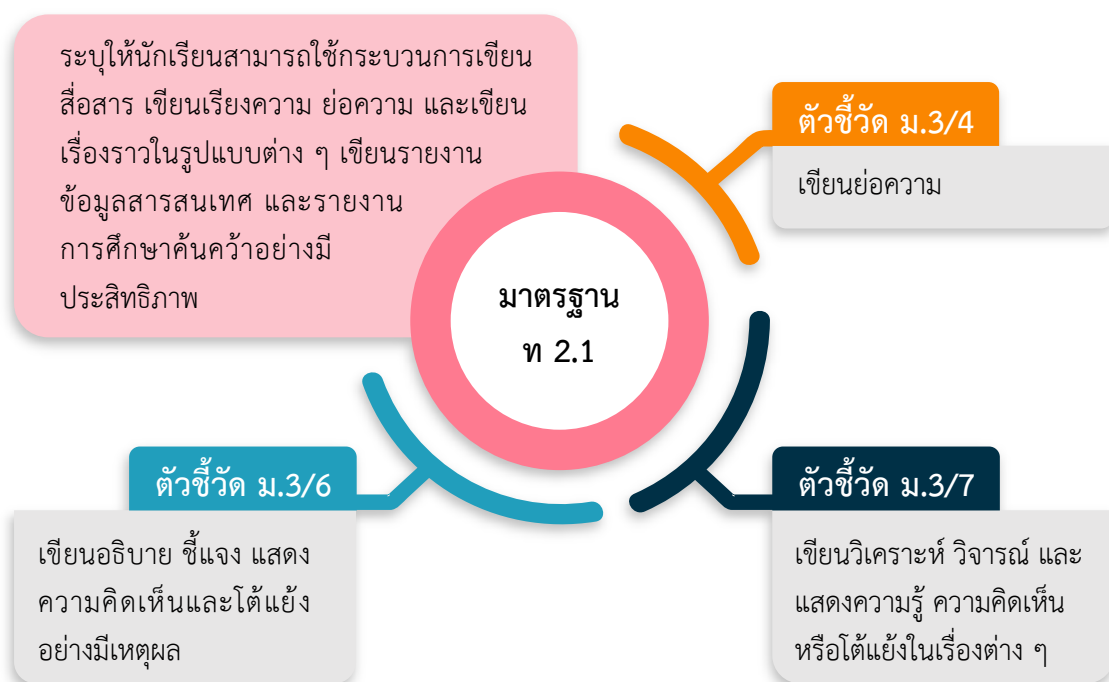 ระบุให้นักเรียนสามารถใช้กระบวนการเขียน
สื่อสาร เขียนเรียงความ ย่อความ และเขียน
เรื่องราวในรูปแบบต่าง ๆ เขียนรายงาน
ข้อมูลสารสนเทศ และรายงาน
การศึกษาค้นคว้าอย่างมี
ประสิทธิภาพ
มาตรฐาน
ท 2.1
ตัวชี้วัด ม.3/4
เขียนย่อความ
ตัวชี้วัด ม.3/6
เขียนอธิบาย ชี้แจง แสดง
ความคิดเห็นและโต้แย้ง
อย่างมีเหตุผล
ตัวชี้วัด ม.3/7
เขียนวิเคราะห์ วิจารณ์ และ
แสดงความรู้ ความคิดเห็น
หรือโต้แย้งในเรื่องต่าง ๆ